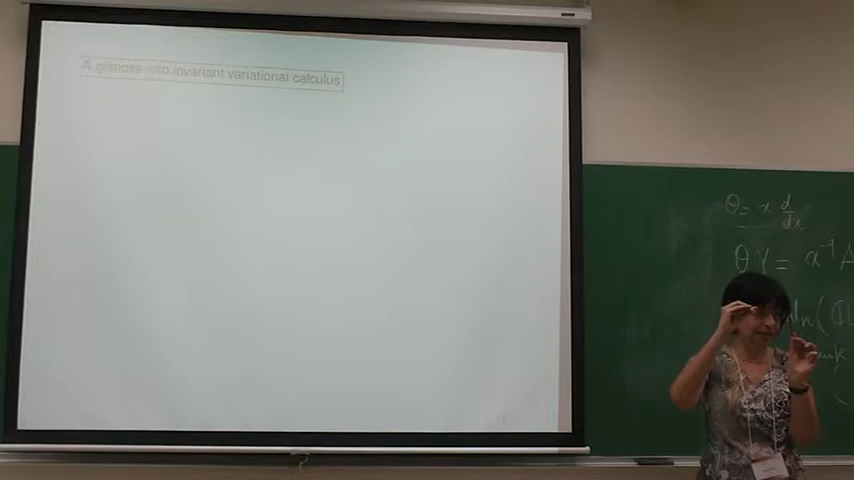 A glimpse into invariant variational calculus
θ = x d/dx
θY = x⁻q A